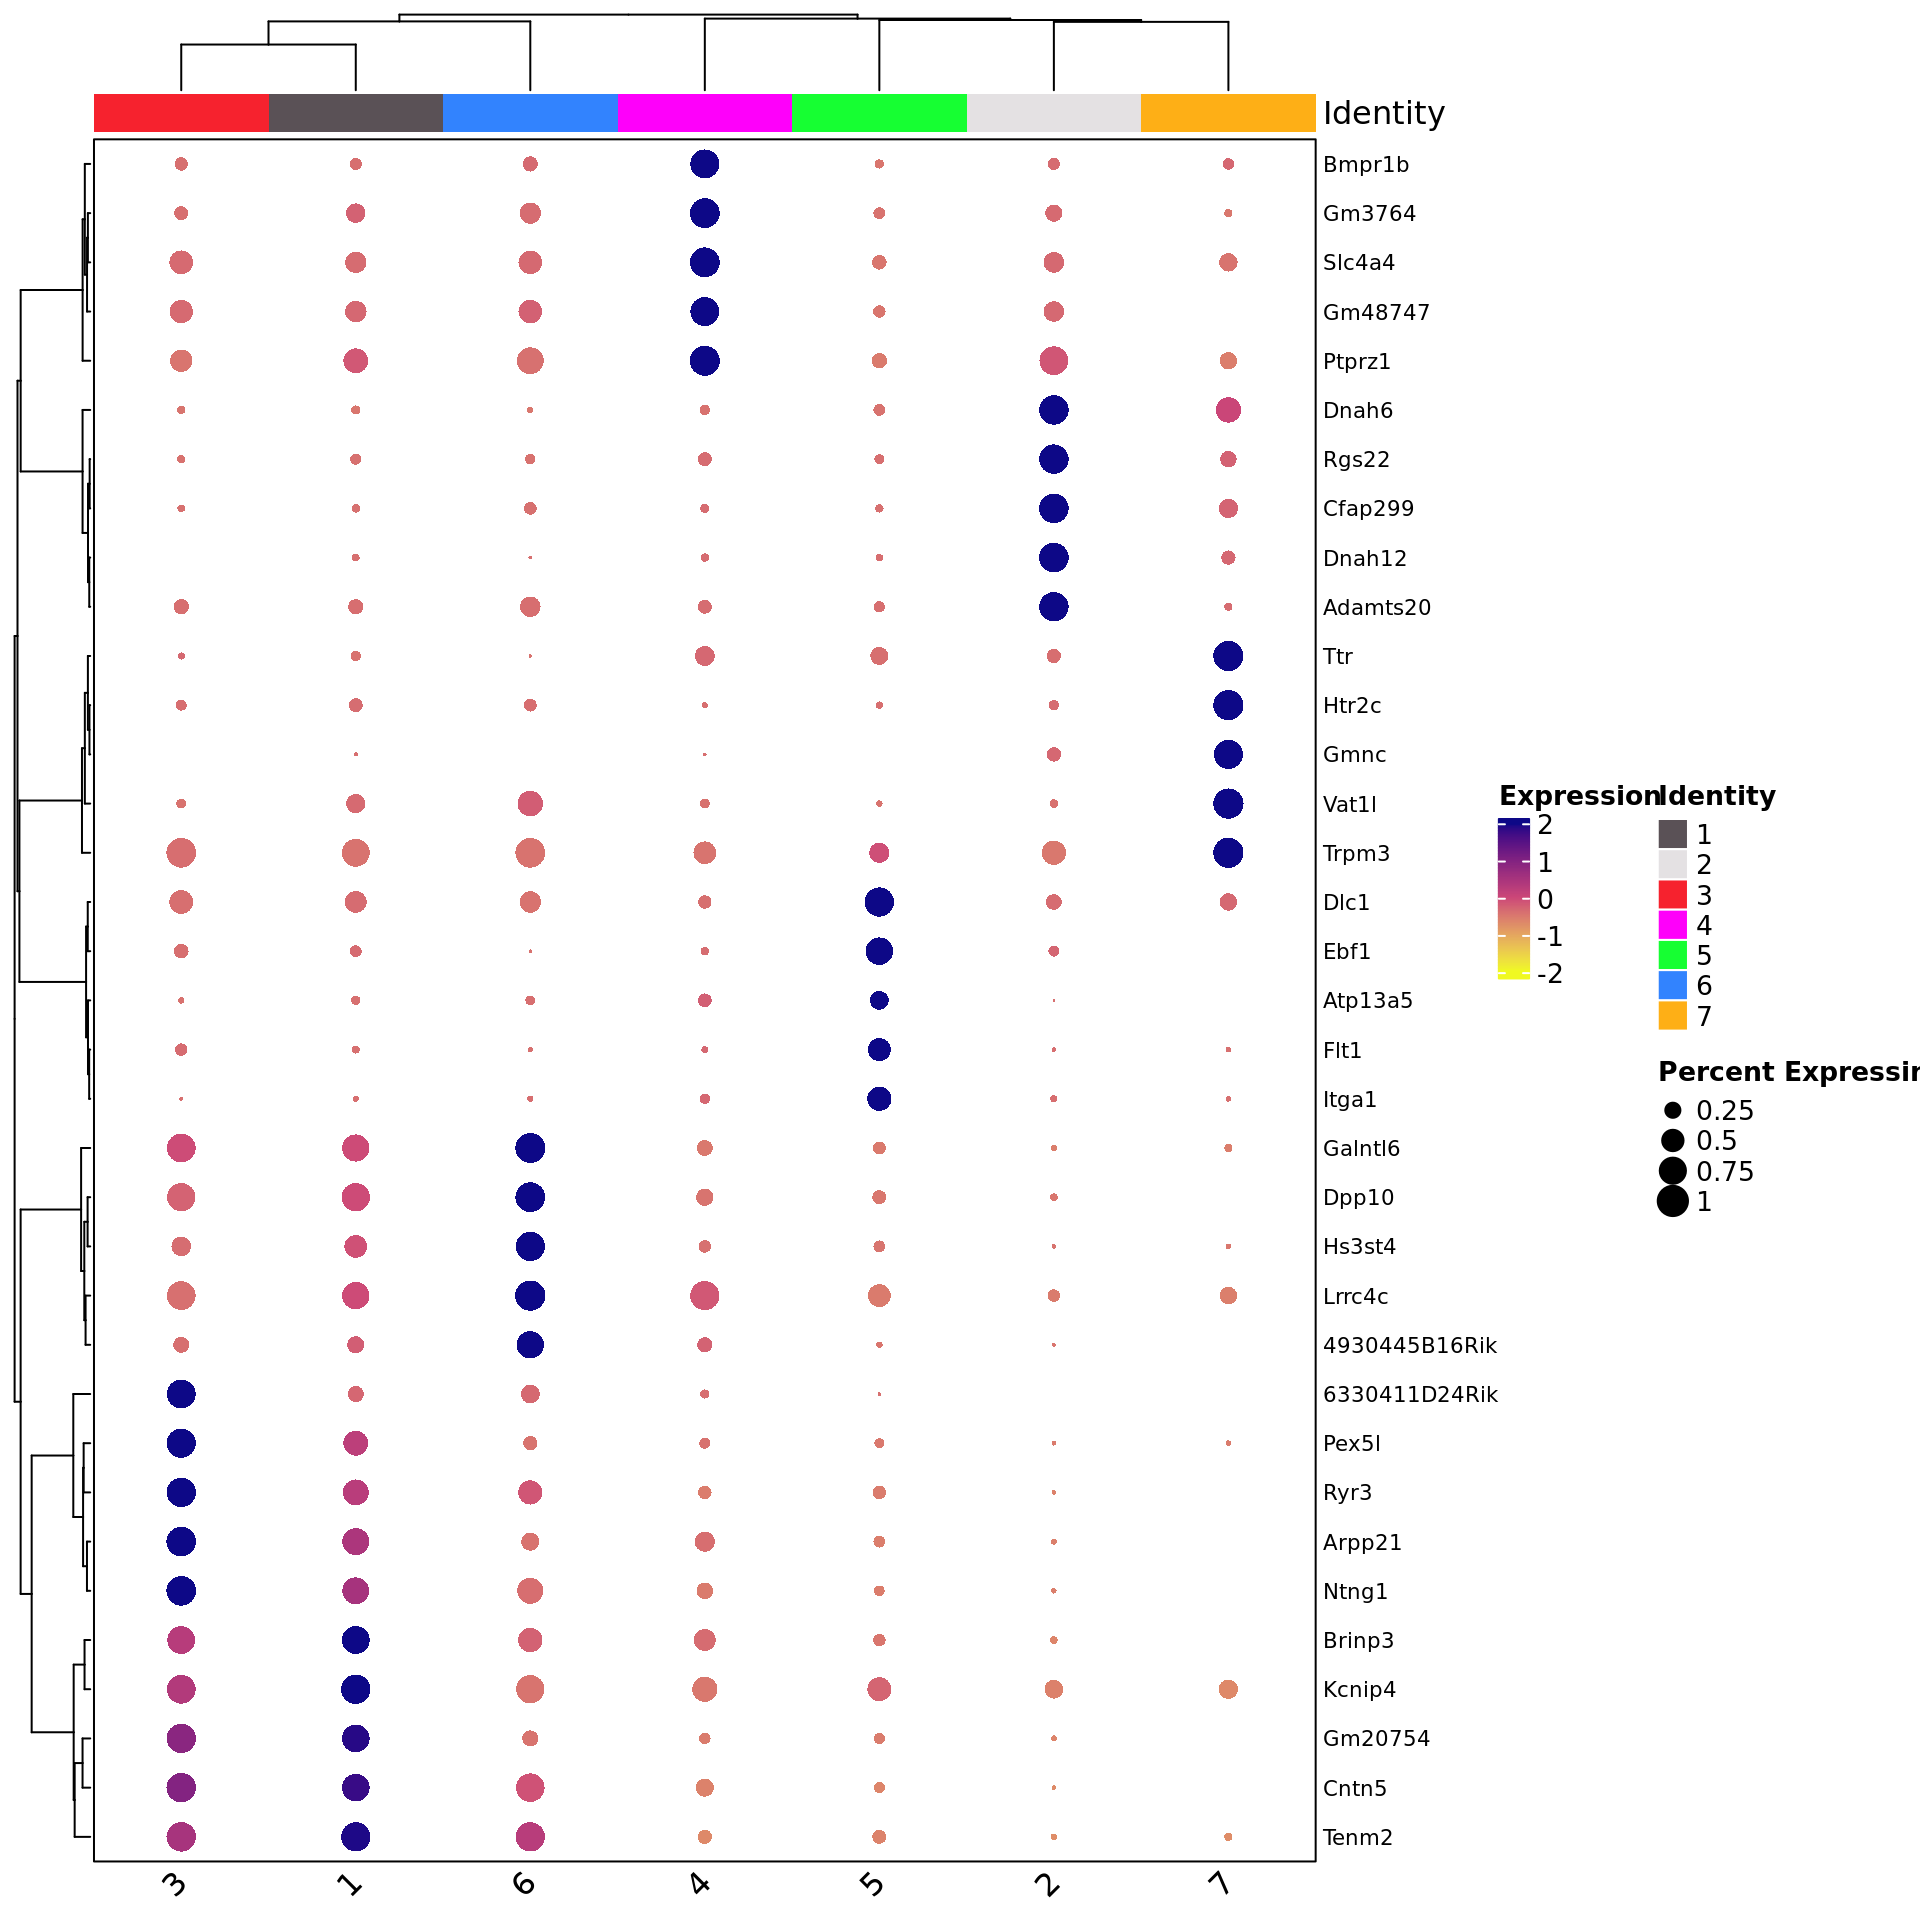 Identity
Bmpr1b
Gm3764
Slc4a4
Gm48747
Ptprz1
Dnah6
Rgs22
Cfap299
Dnah12
Adamts20
Ttr
Htr2c
Gmnc
Vat1l
Trpm3
Dlc1
Ebf1
Atp13a5
Flt1
Itga1
Galntl6
Dpp10
Hs3st4
Lrrc4c
4930445B16Rik
6330411D24Rik
Pex5l
Ryr3
Arpp21
Ntng1
Brinp3
Kcnip4
Gm20754
Cntn5
Tenm2
3 1 6 4 5 2 7
Expression
2
1
0
-1
-2
Identity
1
2
3
4
5
6
7
Percent Expressin
0.25
0.5
0.75
1